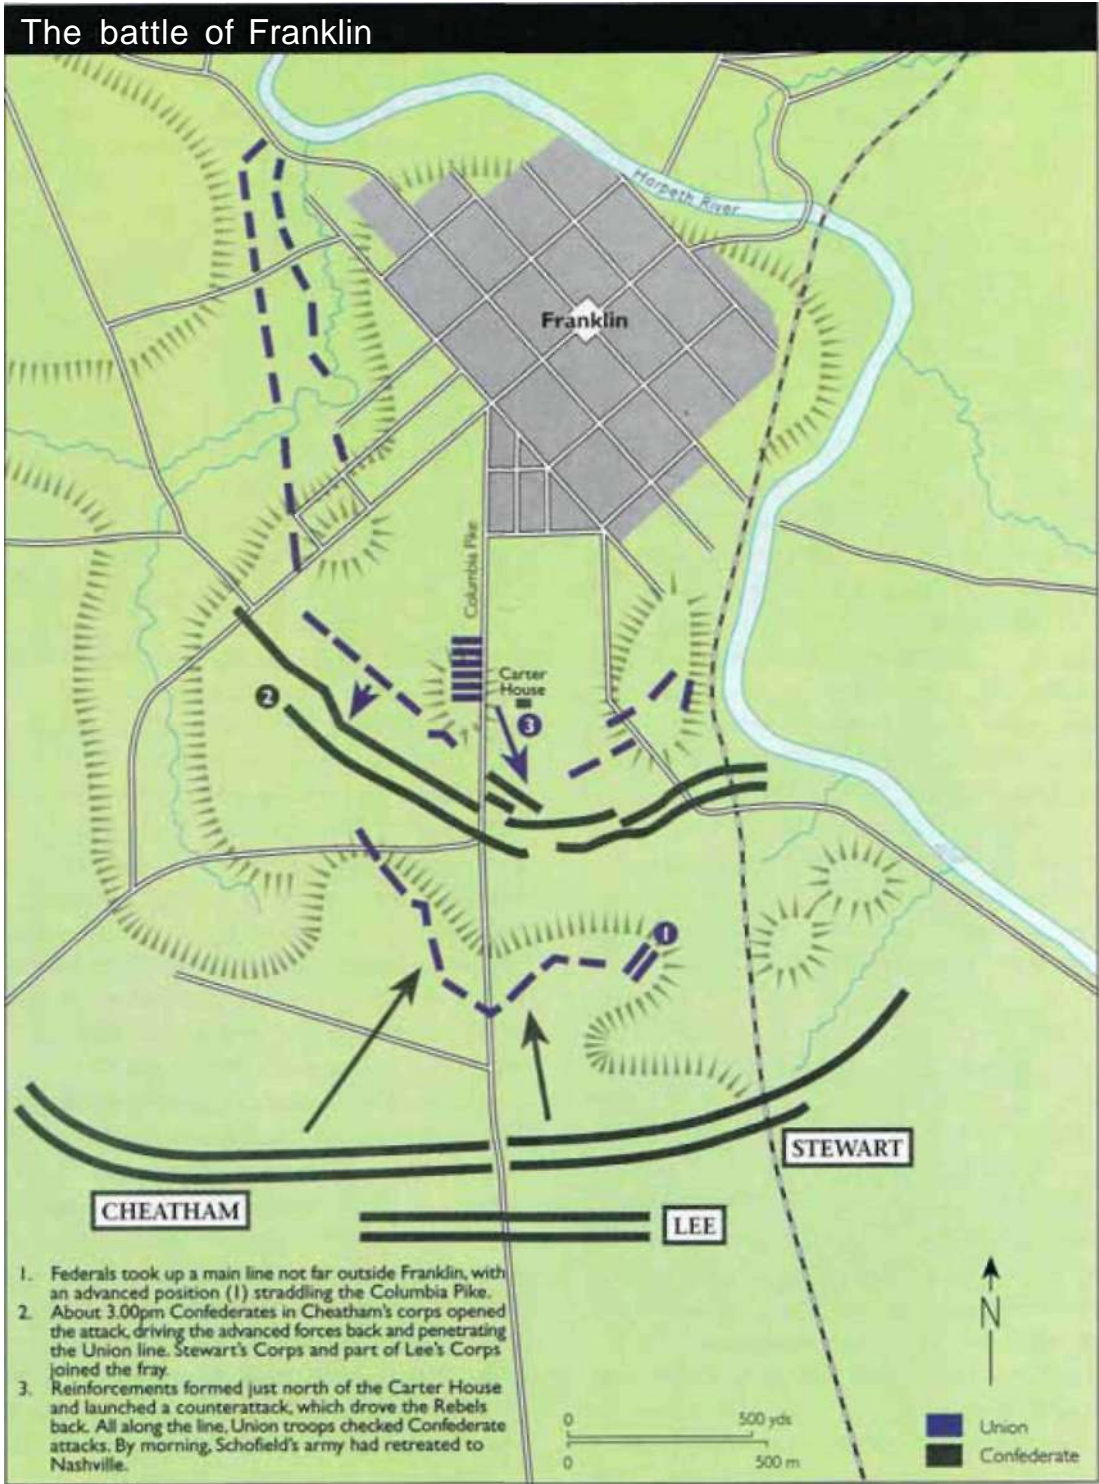 The battle of Franklin
Harpeth River
Franklin
Columbia Pike
Carter
House
2
3
1
STEWART
CHEATHAM
LEE
1. Federals took up a main line not far outside Franklin, with
an advanced position (1) straddling the Columbia Pike.
2. About 3.00pm Confederates in Cheatham's corps opened
the attack, driving the advanced forces back and penetrating
the Union line. Stewart's Corps and part of Lee's Corps
joined the fray.
3. Reinforcements formed just north of the Carter House
and launched a counterattack, which drove the Rebels
back. All along the line, Union troops checked Confederate
attacks. By morning, Schofield's army had retreated to
Nashville.
N
0 500 yds
0 500 m
Union
Confederate